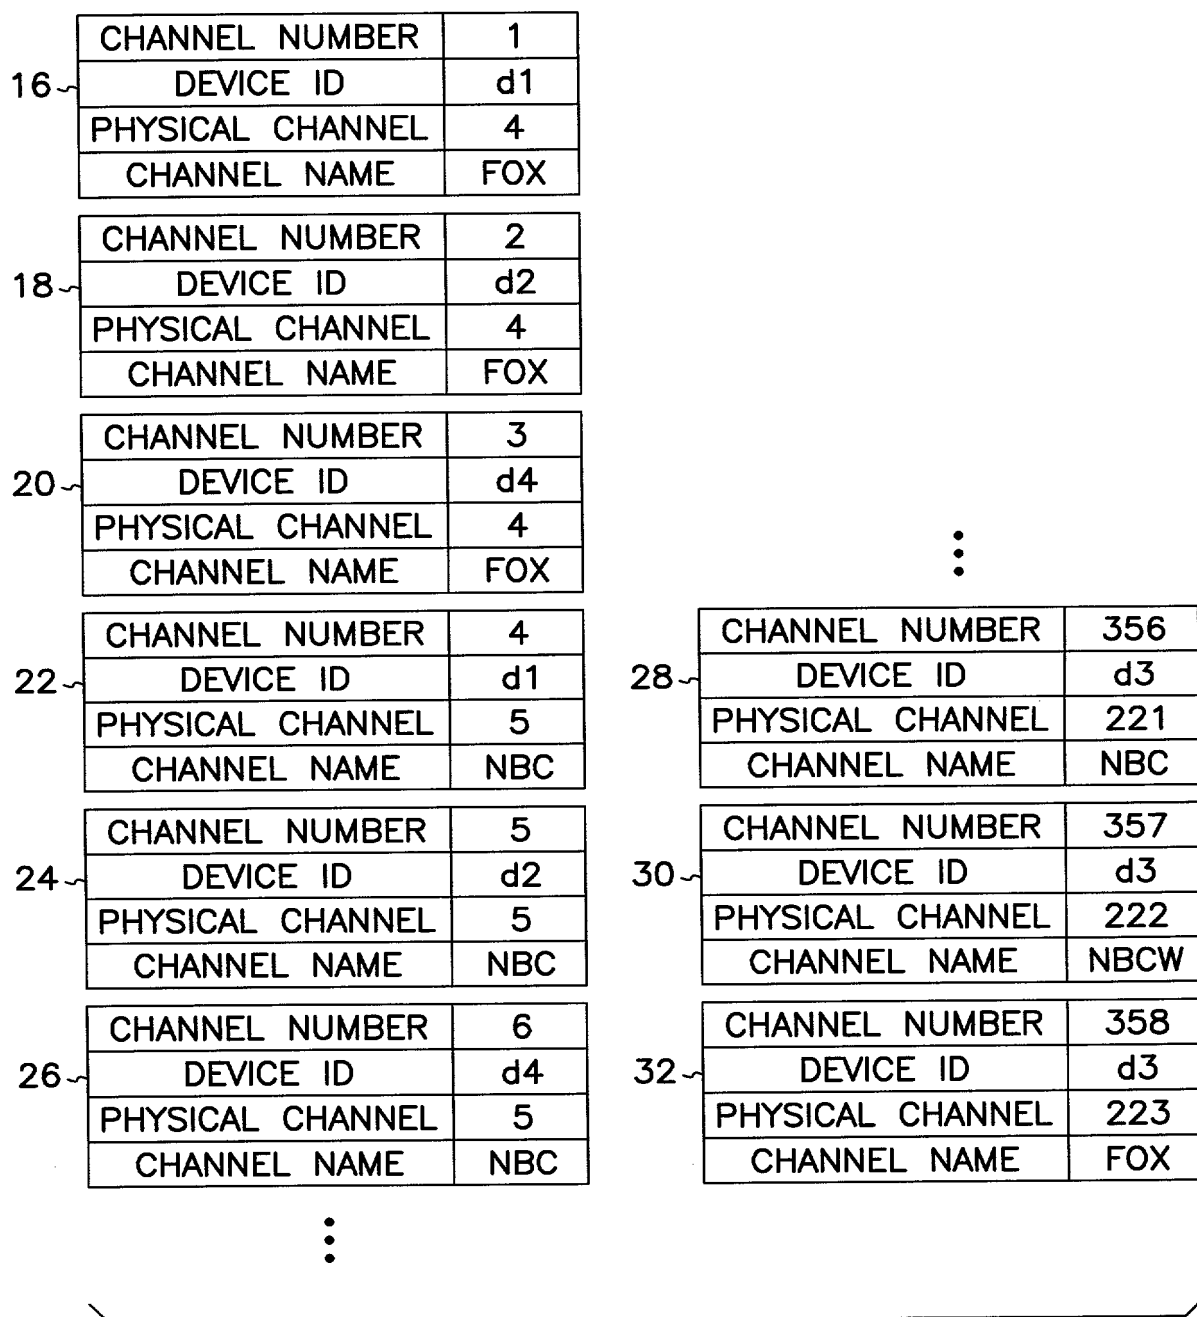 CHANNEL NUMBER 1
16 DEVICE ID d1
PHYSICAL CHANNEL 4
CHANNEL NAME FOX
CHANNEL NUMBER 2
18 DEVICE ID d2
PHYSICAL CHANNEL 4
CHANNEL NAME FOX
CHANNEL NUMBER 3
20 DEVICE ID d4
PHYSICAL CHANNEL 4
CHANNEL NAME FOX
CHANNEL NUMBER 4
22 DEVICE ID d1
PHYSICAL CHANNEL 5
CHANNEL NAME NBC
CHANNEL NUMBER 5
24 DEVICE ID d2
PHYSICAL CHANNEL 5
CHANNEL NAME NBC
CHANNEL NUMBER 6
26 DEVICE ID d4
PHYSICAL CHANNEL 5
CHANNEL NAME NBC
CHANNEL NUMBER 356
28 DEVICE ID d3
PHYSICAL CHANNEL 221
CHANNEL NAME NBC
CHANNEL NUMBER 357
30 DEVICE ID d3
PHYSICAL CHANNEL 222
CHANNEL NAME NBCW
CHANNEL NUMBER 358
32 DEVICE ID d3
PHYSICAL CHANNEL 223
CHANNEL NAME FOX